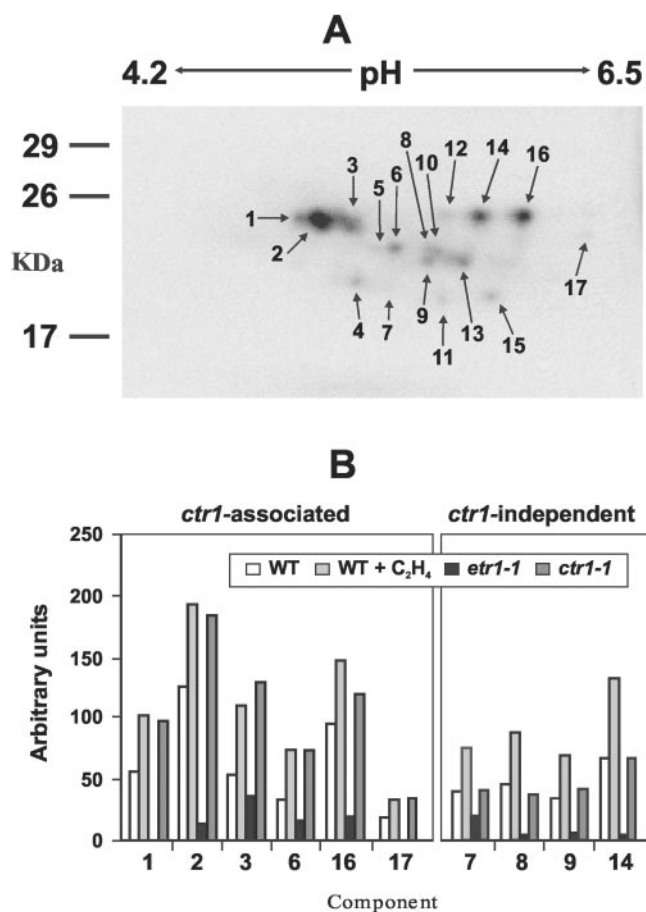 A
4.2 pH 6.5
29
26
KDa
17
1
2
3
4
5
6
7
8
9
10
11
12
13
14
15
16
17
B
ctr1-associated ctr1-independent
WT WT + C₂H₄ etr1-1 ctr1-1
Arbitrary units
250
200
150
100
50
0
1 2 3 6 16 17 7 8 9 14
Component